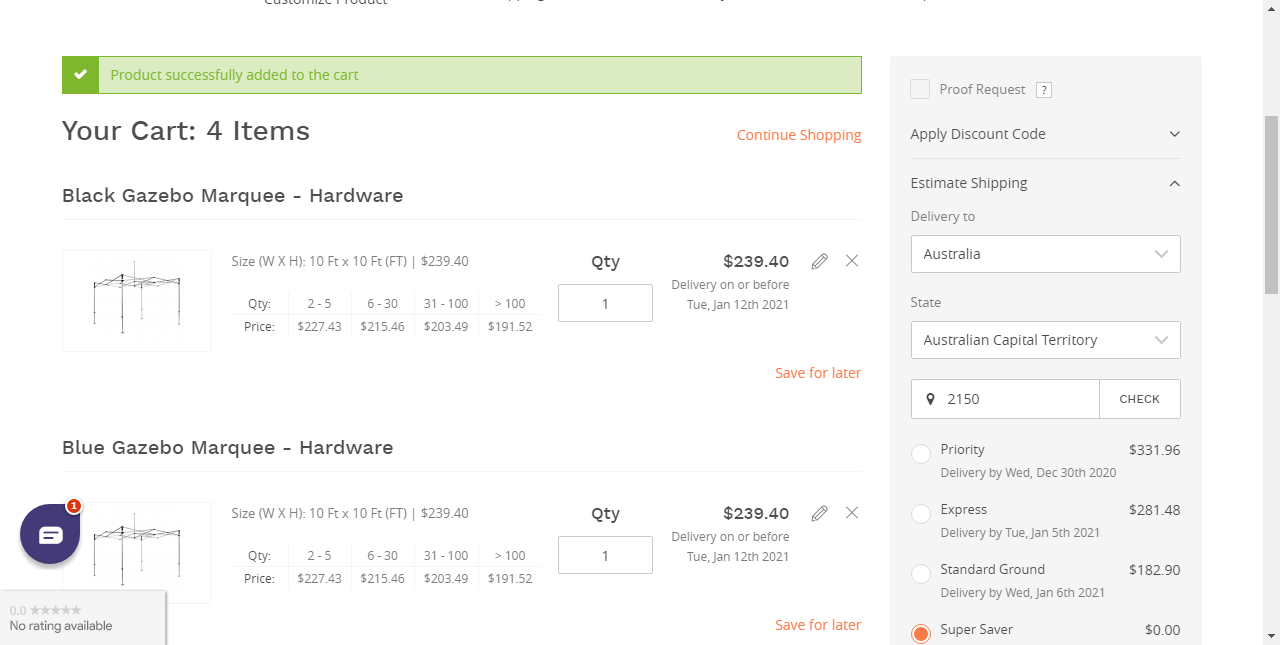 Customize Product
Product successfully added to the cart
Your Cart: 4 Items
Continue Shopping
Black Gazebo Marquee - Hardware
Size (W X H): 10 Ft x 10 Ft (FT) | $239.40
Qty: 2 - 5 6 - 30 31 - 100 > 100
Price: $227.43 $215.46 $203.49 $191.52
Qty
1
$239.40
Delivery on or before
Tue, Jan 12th 2021
Save for later
Blue Gazebo Marquee - Hardware
Size (W X H): 10 Ft x 10 Ft (FT) | $239.40
Qty: 2 - 5 6 - 30 31 - 100 > 100
Price: $227.43 $215.46 $203.49 $191.52
Qty
1
$239.40
Delivery on or before
Tue, Jan 12th 2021
Save for later
1
0.0 ★★★★★
No rating available
Proof Request ?
Apply Discount Code
Estimate Shipping
Delivery to
Australia
State
Australian Capital Territory
2150 CHECK
Priority $331.96
Delivery by Wed, Dec 30th 2020
Express $281.48
Delivery by Tue, Jan 5th 2021
Standard Ground $182.90
Delivery by Wed, Jan 6th 2021
Super Saver $0.00